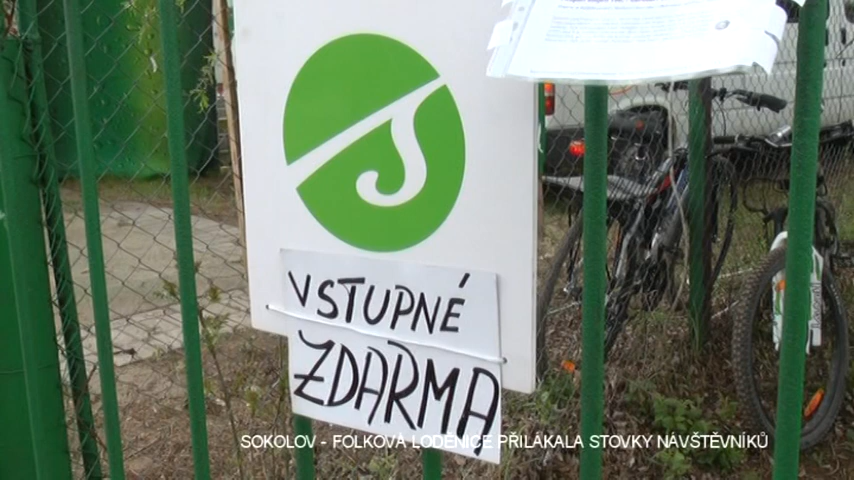 VSTUPNÉ
ZDARMA
SOKOLOV - FOLKOVÁ LODĚNICE PŘILÁKALA STOVKY NÁVŠTĚVNÍKŮ